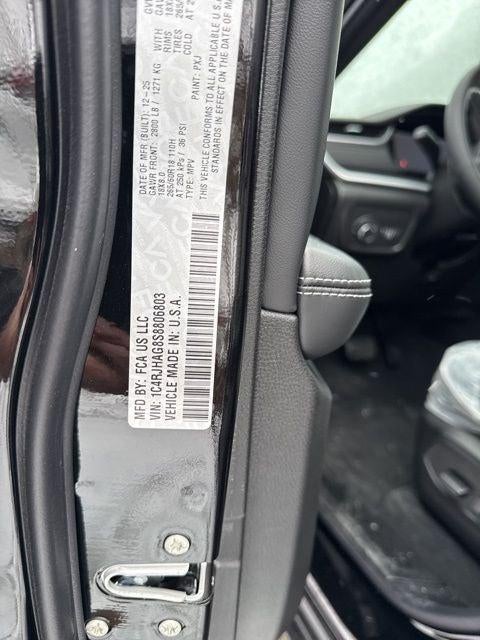 MFD BY: FCA US LLC
VIN: 1C4RJHAG8S8806803
VEHICLE MADE IN: U.S.A.
DATE OF MFR (BUILT): 12-25
GAWR FRONT: 2800 LB / 1271 KG WITH
18X8.0 RIMS
265/60R18 110H TIRES
AT 250 kPa / 36 PSI COLD
TYPE: MPV PAINT: PXJ
THIS VEHICLE CONFORMS TO ALL APPLICABLE U.S.A.
STANDARDS IN EFFECT ON THE DATE OF
AT